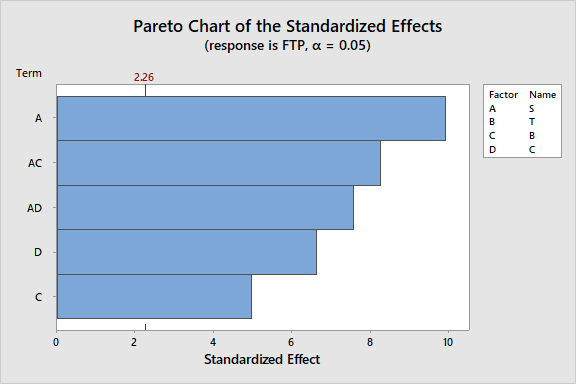 Pareto Chart of the Standardized Effects
(response is FTP, α = 0.05)
Term
2.26
A
AC
AD
D
C
0 2 4 6 8 10
Standardized Effect
Factor Name
A S
B T
C B
D C